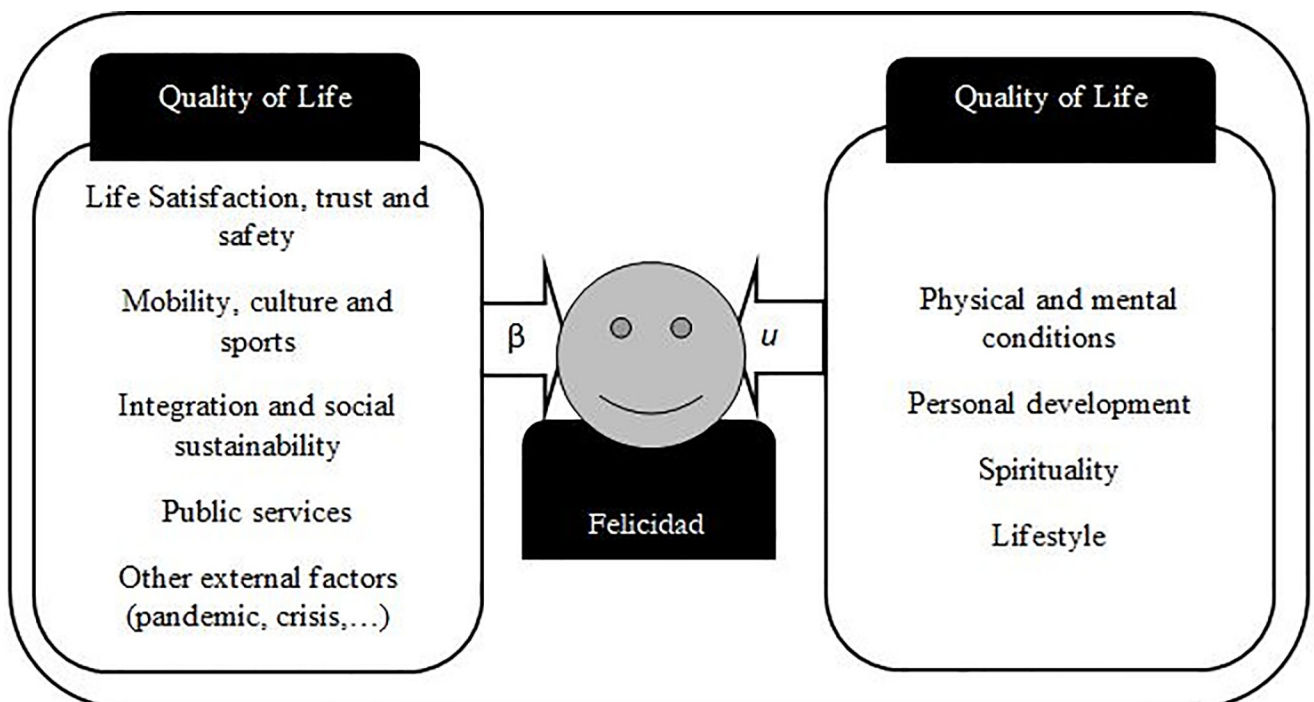 Quality of Life
Life Satisfaction, trust and
safety
Mobility, culture and
sports
Integration and social
sustainability
Public services
Other external factors
(pandemic, crisis,…)
β
Felicidad
u
Quality of Life
Physical and mental
conditions
Personal development
Spirituality
Lifestyle